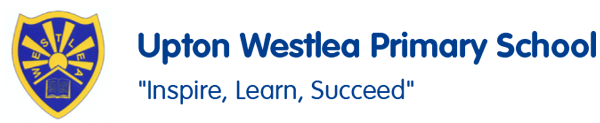 WESTLEA
Upton Westlea Primary School
"Inspire, Learn, Succeed"